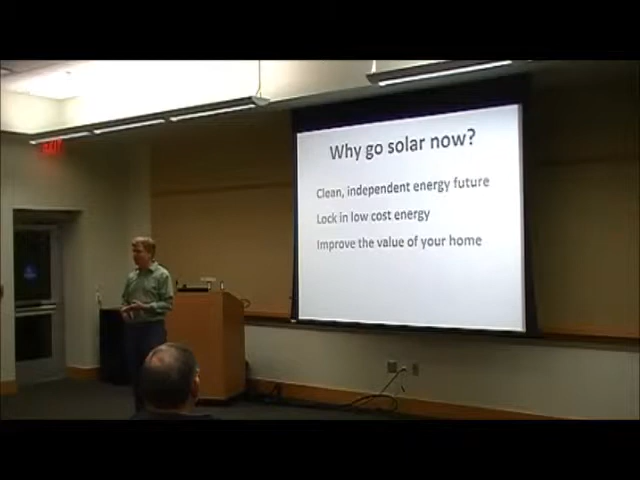 EXIT
Why go solar now?
Clean, independent energy future
Lock in low cost energy
Improve the value of your home